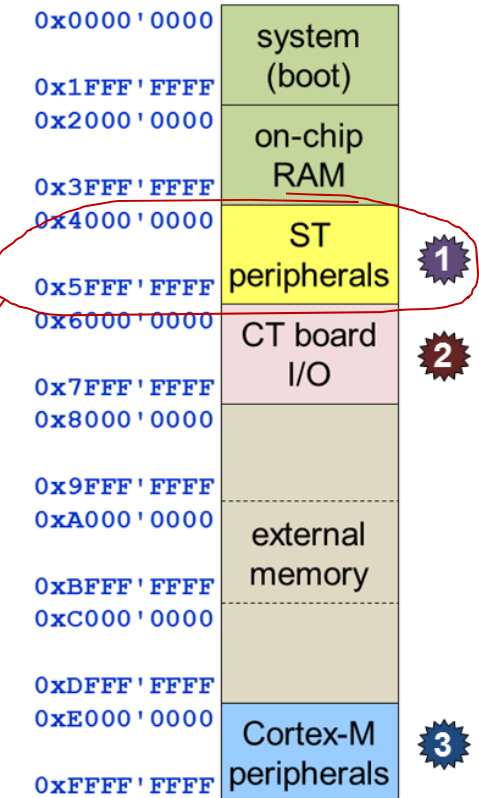 0x0000'0000
system
(boot)
0x1FFF'FFFF
0x2000'0000
on-chip
RAM
0x3FFF'FFFF
0x4000'0000
ST
peripherals
1
0x5FFF'FFFF
0x6000'0000
CT board
I/O
2
0x7FFF'FFFF
0x8000'0000
0x9FFF'FFFF
0xA000'0000
external
memory
0xBFFF'FFFF
0xC000'0000
0xDFFF'FFFF
0xE000'0000
Cortex-M
peripherals
3
0xFFFF'FFFF